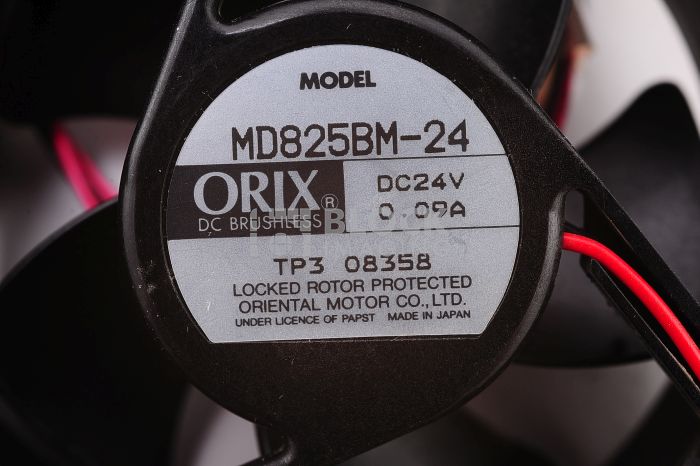 MODEL
MD825BM-24
ORIX®
DC BRUSHLESS
DC24V
0.09A
TP3 08358
LOCKED ROTOR PROTECTED
ORIENTAL MOTOR CO., LTD.
UNDER LICENCE OF PAPST MADE IN JAPAN